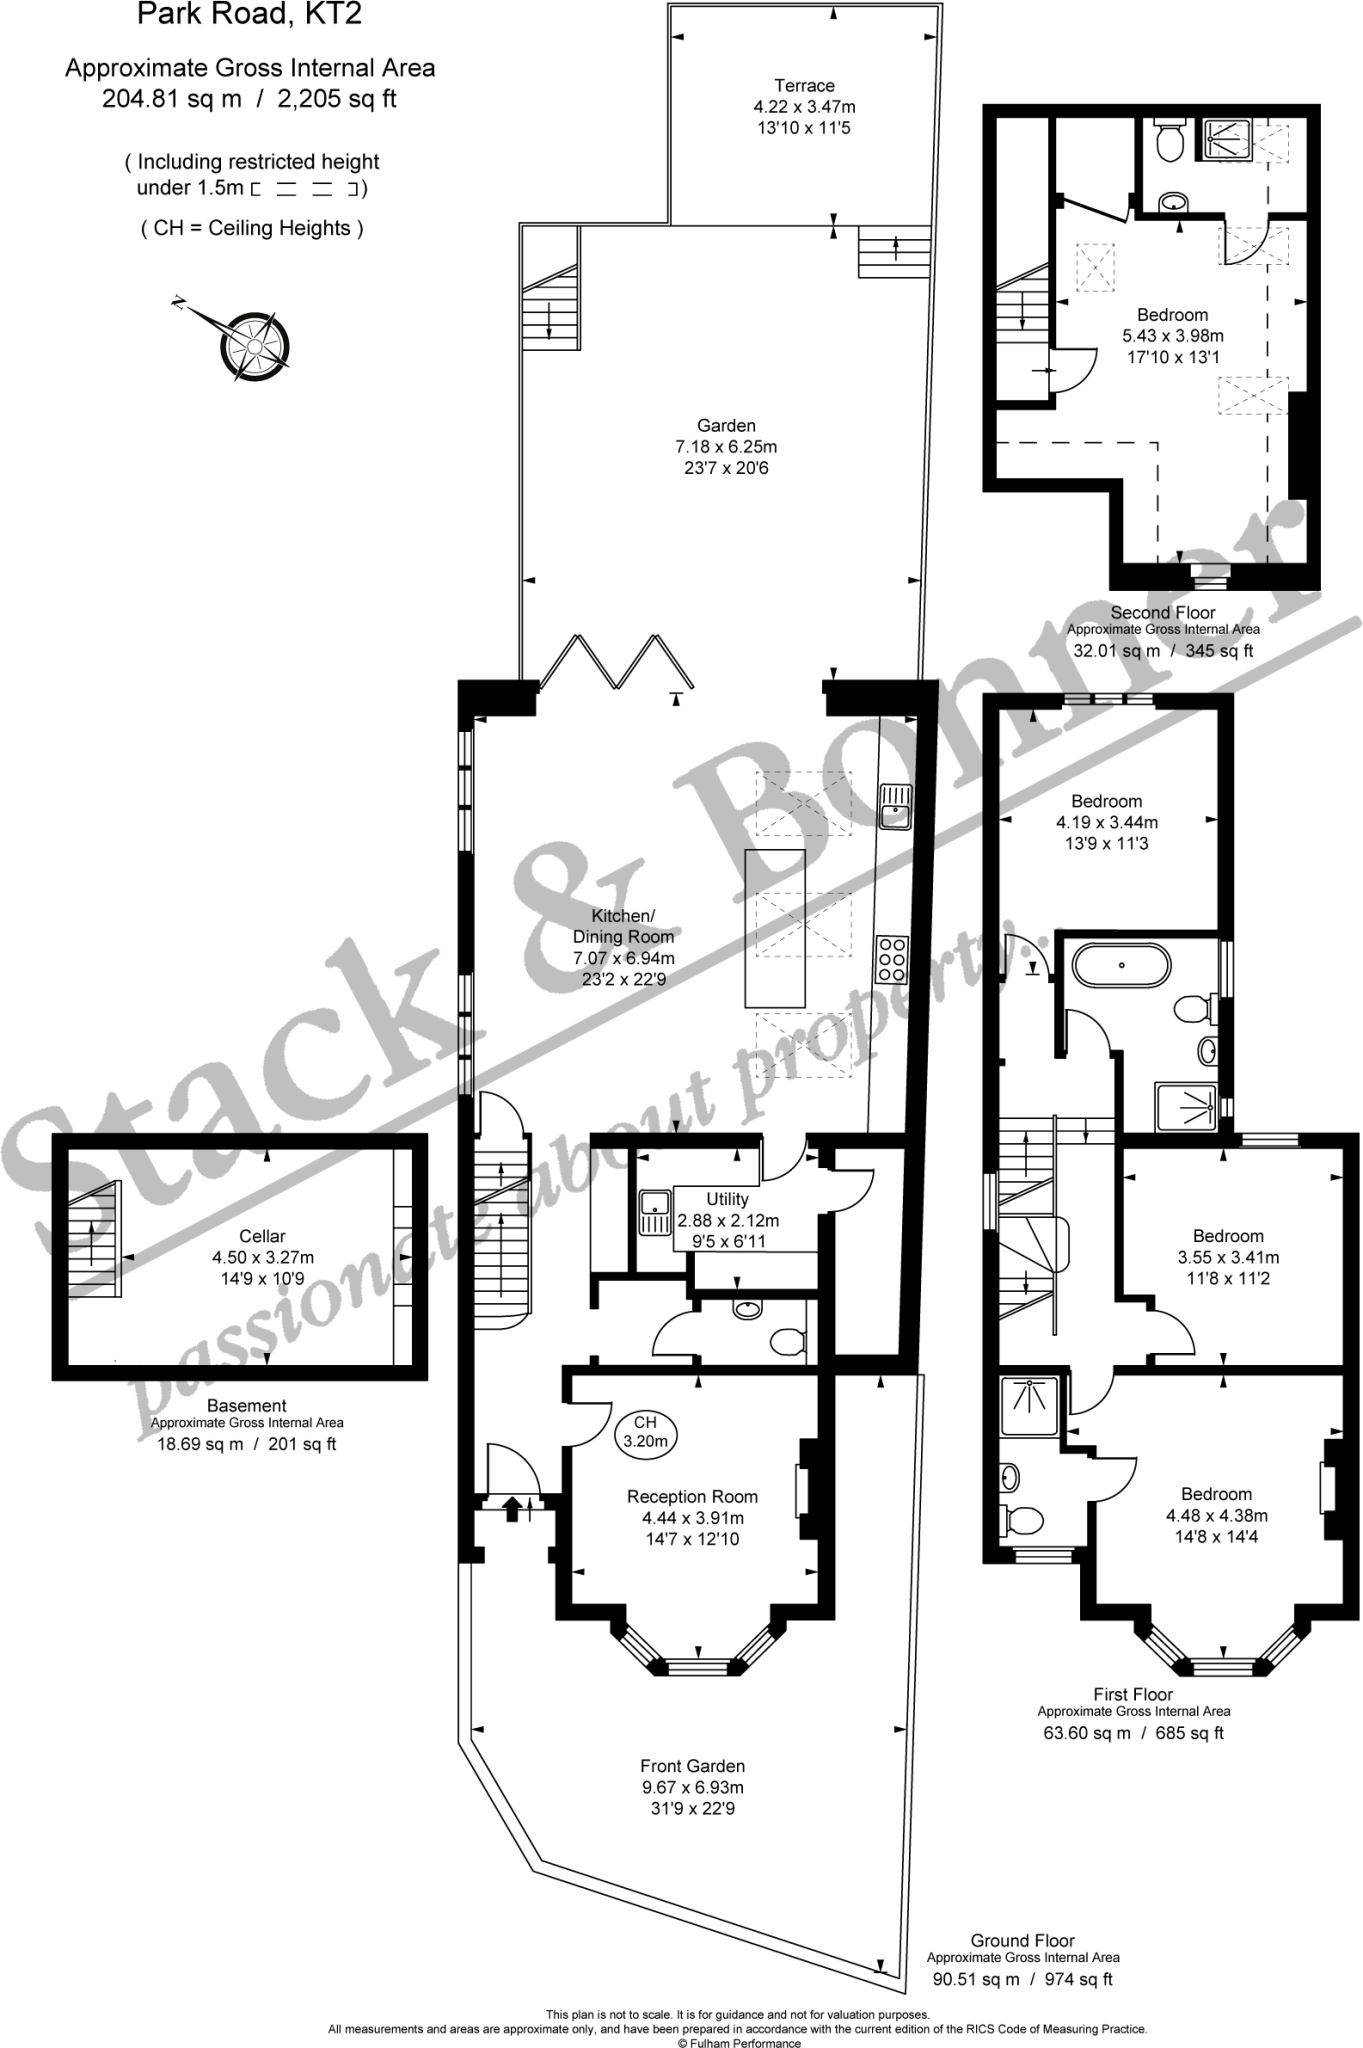 Park Road, KT2
Approximate Gross Internal Area
204.81 sq m / 2,205 sq ft
( Including restricted height
under 1.5m )
( CH = Ceiling Heights )
N
Terrace
4.22 x 3.47m
13'10 x 11'5
Garden
7.18 x 6.25m
23'7 x 20'6
Bedroom
5.43 x 3.98m
17'10 x 13'1
Second Floor
Approximate Gross Internal Area
32.01 sq m / 345 sq ft
Stack & Bonner
passionate about property...
Kitchen/
Dining Room
7.07 x 6.94m
23'2 x 22'9
Bedroom
4.19 x 3.44m
13'9 x 11'3
Utility
2.88 x 2.12m
9'5 x 6'11
Cellar
4.50 x 3.27m
14'9 x 10'9
Basement
Approximate Gross Internal Area
18.69 sq m / 201 sq ft
Bedroom
3.55 x 3.41m
11'8 x 11'2
CH
3.20m
Reception Room
4.44 x 3.91m
14'7 x 12'10
Bedroom
4.48 x 4.38m
14'8 x 14'4
First Floor
Approximate Gross Internal Area
63.60 sq m / 685 sq ft
Front Garden
9.67 x 6.93m
31'9 x 22'9
Ground Floor
Approximate Gross Internal Area
90.51 sq m / 974 sq ft
This plan is not to scale. It is for guidance and not for valuation purposes.
All measurements and areas are approximate only, and have been prepared in accordance with the current edition of the RICS Code of Measuring Practice.
© Fulham Performance